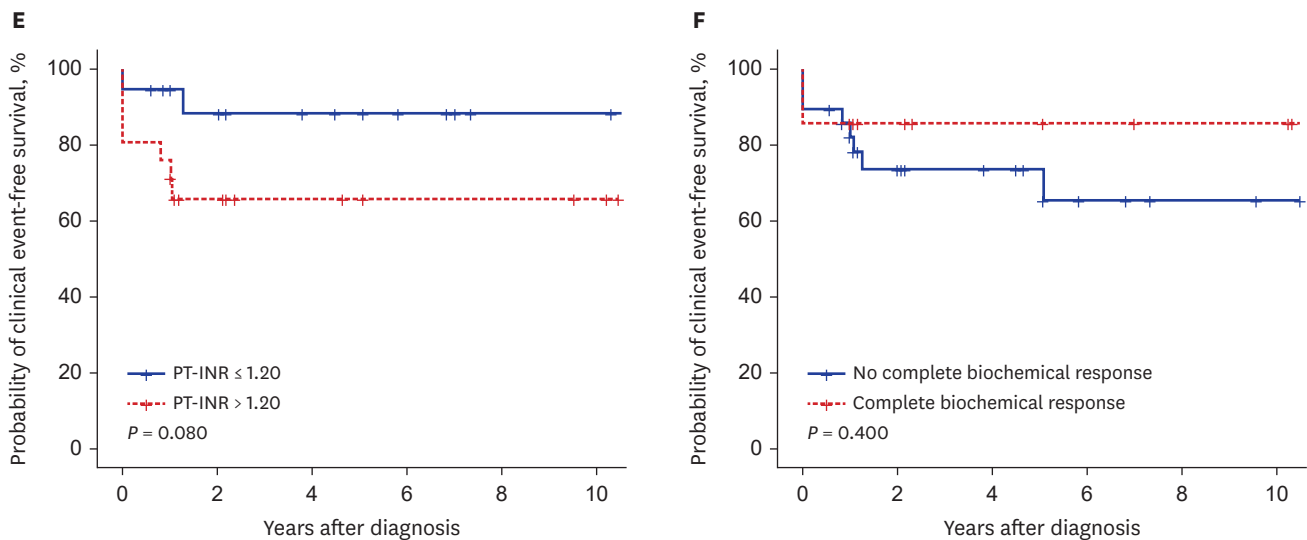 E
Probability of clinical event-free survival, %
100
80
60
40
20
0
PT-INR ≤ 1.20
PT-INR > 1.20
P = 0.080
0 2 4 6 8 10
Years after diagnosis
F
Probability of clinical event-free survival, %
100
80
60
40
20
0
No complete biochemical response
Complete biochemical response
P = 0.400
0 2 4 6 8 10
Years after diagnosis